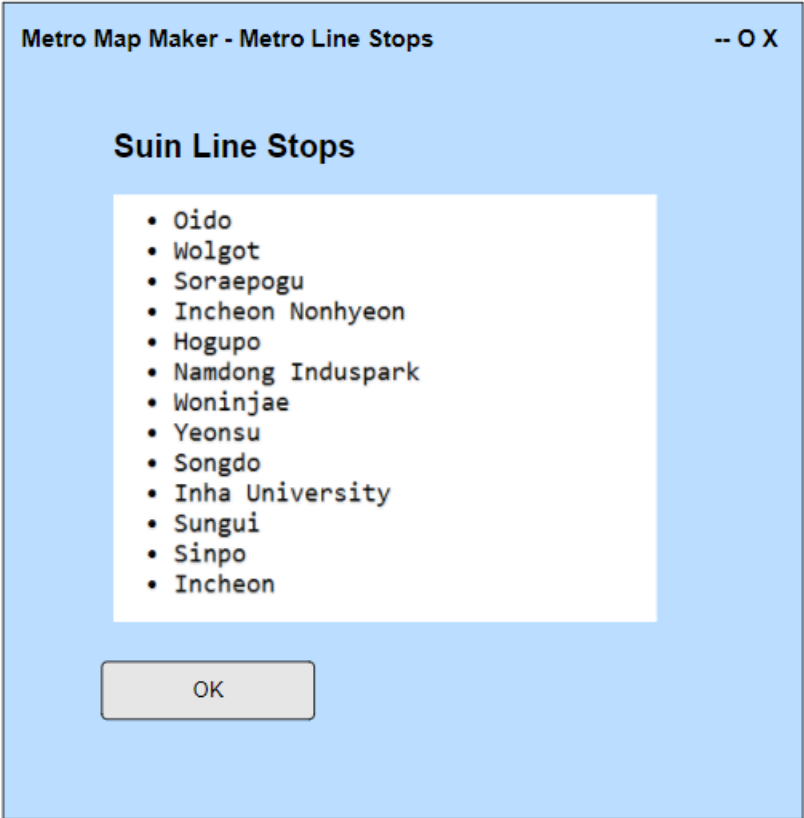 Metro Map Maker - Metro Line Stops -- O X
Suin Line Stops
• Oido
• Wolgot
• Soraepogu
• Incheon Nonhyeon
• Hogupo
• Namdong Induspark
• Woninjae
• Yeonsu
• Songdo
• Inha University
• Sungui
• Sinpo
• Incheon
OK